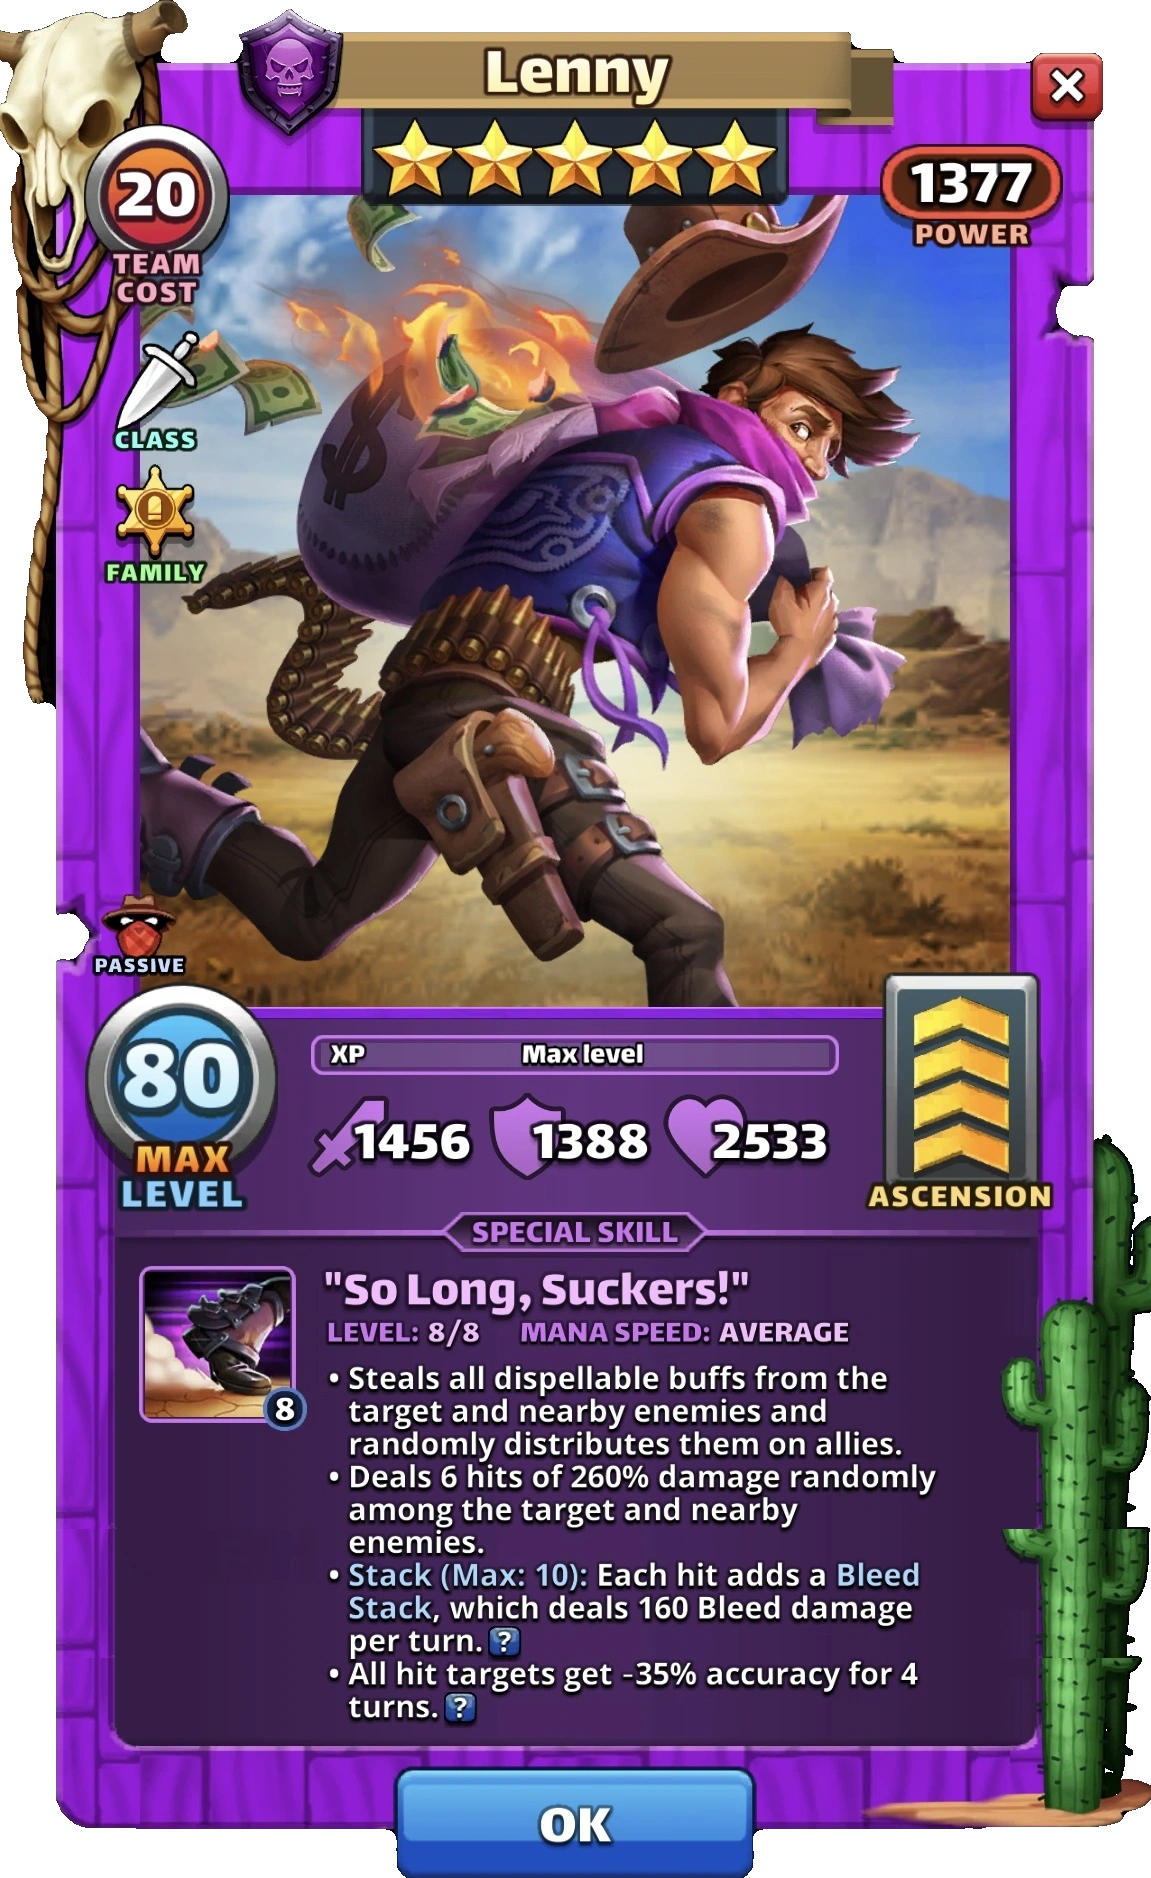 Lenny
20
TEAM
COST
1377
POWER
CLASS
FAMILY
$
PASSIVE
80
MAX
LEVEL
XP Max level
1456 1388 2533
ASCENSION
SPECIAL SKILL
"So Long, Suckers!"
LEVEL: 8/8 MANA SPEED: AVERAGE
8
• Steals all dispellable buffs from the
target and nearby enemies and
randomly distributes them on allies.
• Deals 6 hits of 260% damage randomly
among the target and nearby
enemies.
• Stack (Max: 10): Each hit adds a Bleed
Stack, which deals 160 Bleed damage
per turn. ?
• All hit targets get -35% accuracy for 4
turns. ?
OK